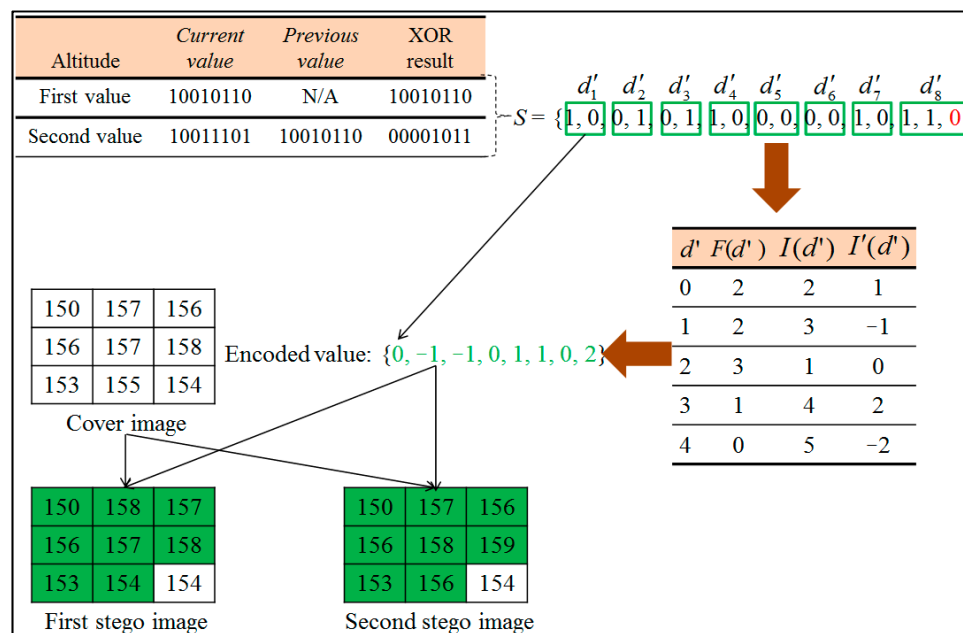 Altitude Current value Previous value XOR result
First value 10010110 N/A 10010110
Second value 10011101 10010110 00001011
d′1 d′2 d′3 d′4 d′5 d′6 d′7 d′8
S = {1, 0, 0, 1, 0, 1, 1, 0, 0, 0, 0, 0, 1, 0, 1, 1, 0
d' F(d') I(d') I′(d')
0 2 2 1
1 2 3 −1
2 3 1 0
3 1 4 2
4 0 5 −2
150 157 156
156 157 158
153 155 154
Cover image
Encoded value: {0, −1, −1, 0, 1, 1, 0, 2}
150 158 157
156 157 158
153 154 154
First stego image
150 157 156
156 158 159
153 156 154
Second stego image